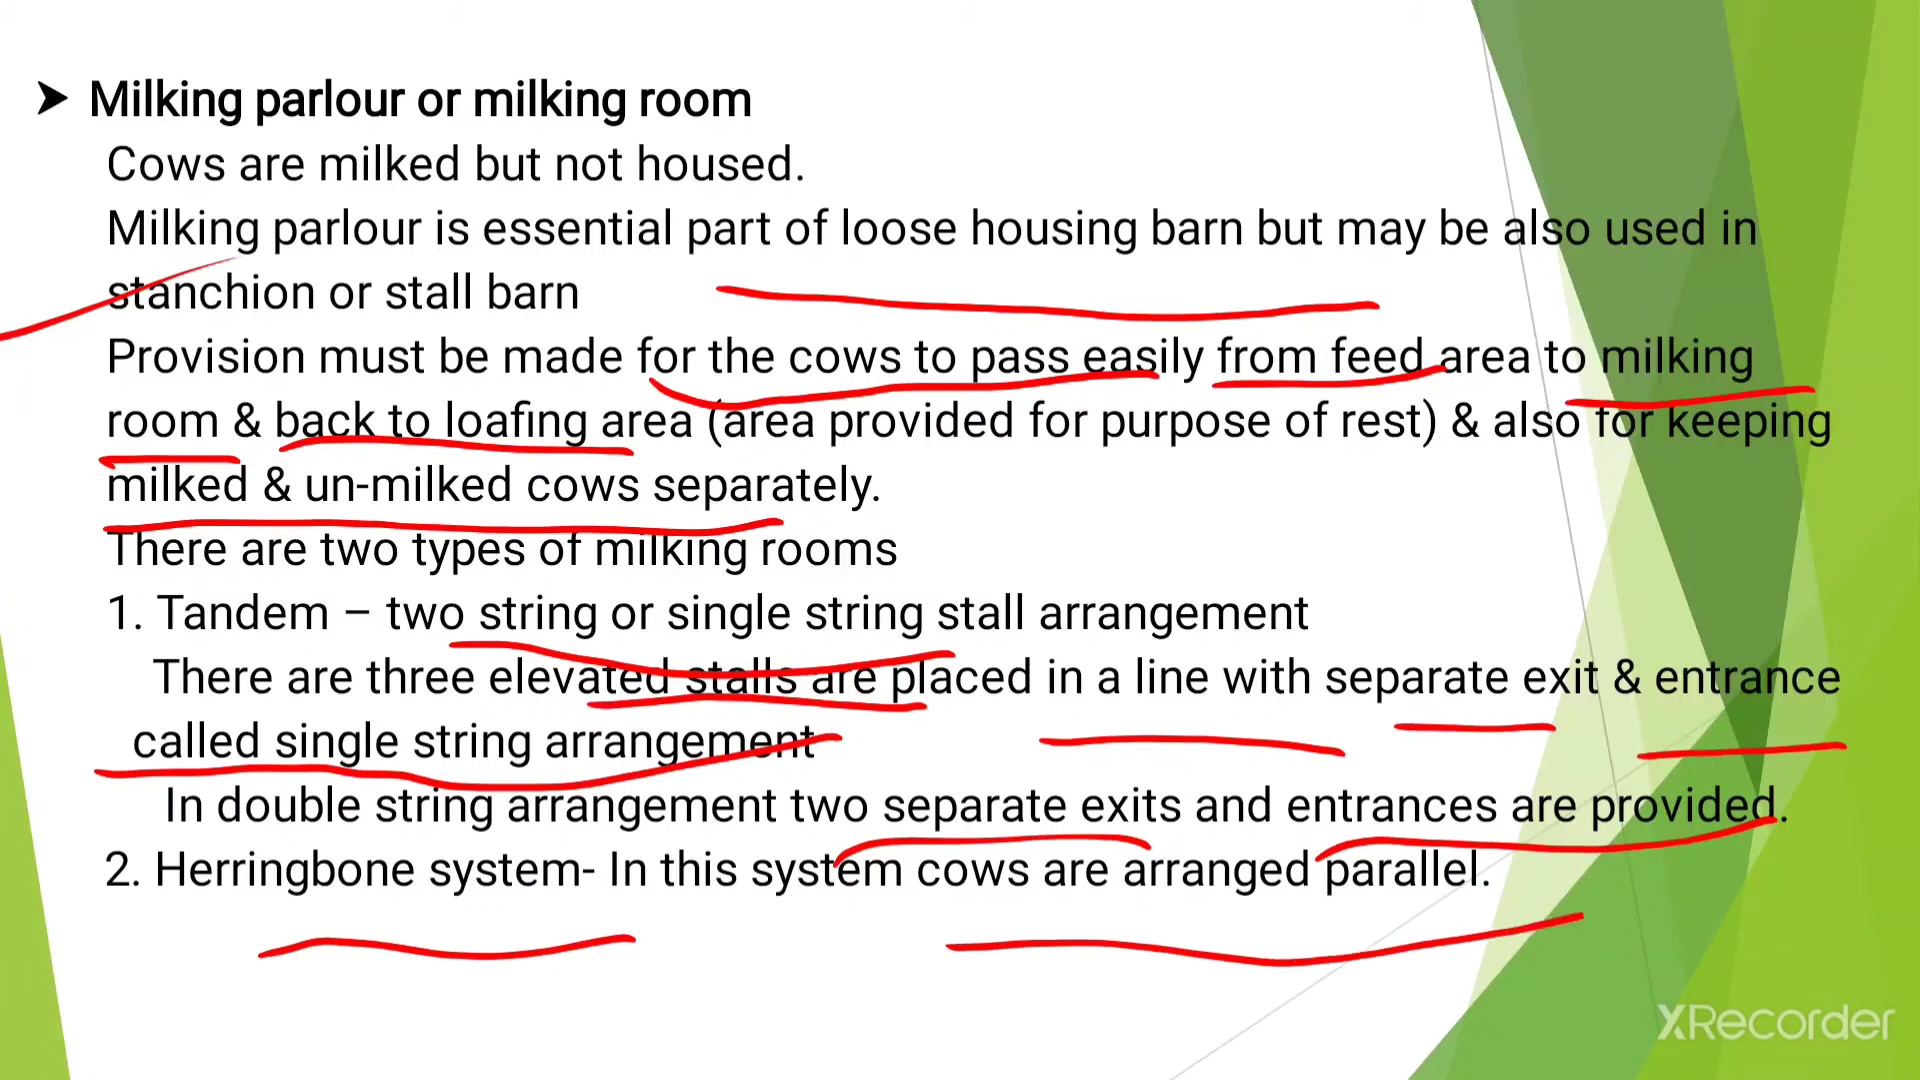 ➤ Milking parlour or milking room
Cows are milked but not housed.
Milking parlour is essential part of loose housing barn but may be also used in
stanchion or stall barn
Provision must be made for the cows to pass easily from feed area to milking
room & back to loafing area (area provided for purpose of rest) & also for keeping
milked & un-milked cows separately.
There are two types of milking rooms
1. Tandem – two string or single string stall arrangement
There are three elevated stalls are placed in a line with separate exit & entrance
called single string arrangement
In double string arrangement two separate exits and entrances are provided.
2. Herringbone system- In this system cows are arranged parallel.
XRecorder